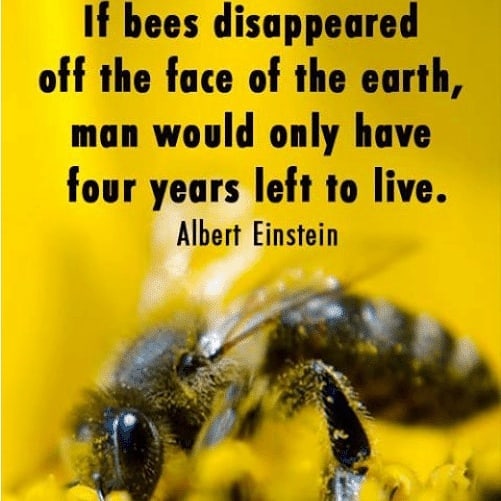 If bees disappeared
off the face of the earth,
man would only have
four years left to live.
Albert Einstein